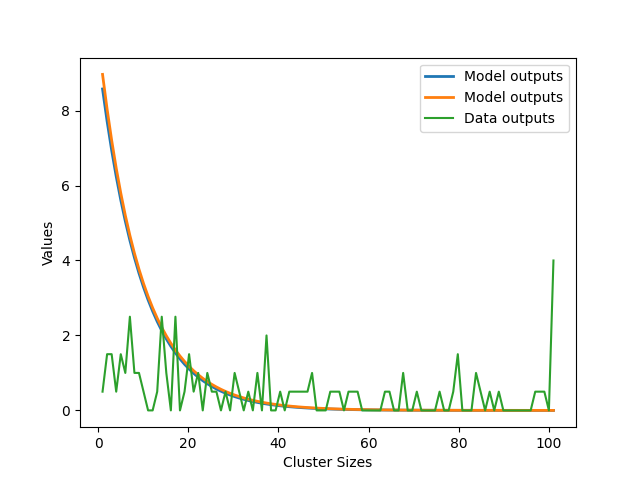 Model outputs
Model outputs
Data outputs
Values
8
6
4
2
0
0 20 40 60 80 100
Cluster Sizes